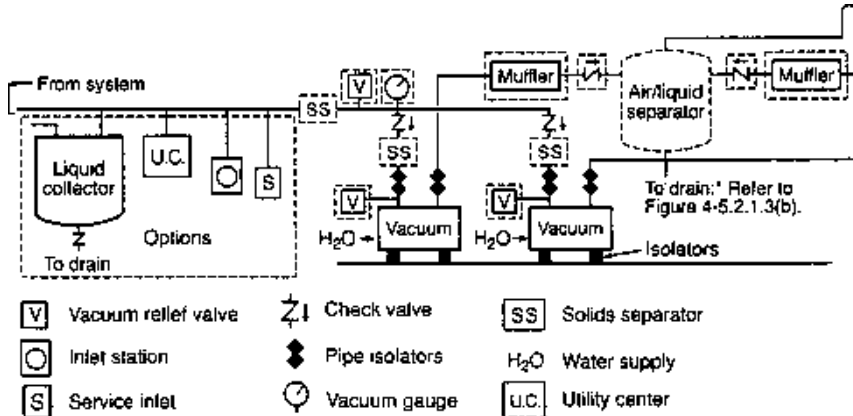 From system
SS
V
Muffler
Air/liquid
separator
Muffler
Liquid
collector
U.C.
S
SS
SS
V
V
To drain:* Refer to
Figure 4-5.2.1.3(b).
Vacuum
Vacuum
H₂O
H₂O
Options
To drain
Isolators
V Vacuum relief valve
Check valve
SS Solids separator
Inlet station
Pipe isolators
H₂O Water supply
S Service inlet
Vacuum gauge
U.C. Utility center